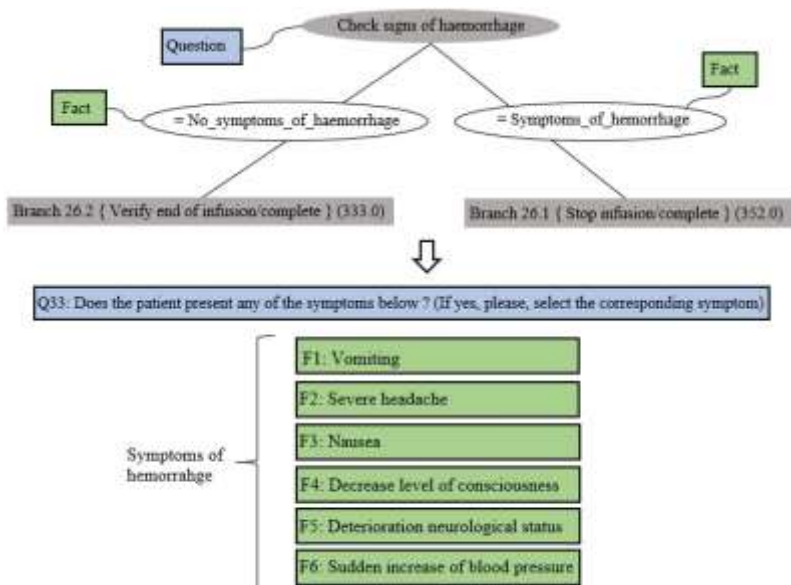 Check signs of haemorrhage
Question
Fact
Fact
= No_symptoms_of_haemorrhage
= Symptoms_of_hemorrhage
Branch 26.2 { Verify end of infusion/complete } (333.0)
Branch 26.1 { Stop infusion/complete } (352.0)
Q33: Does the patient present any of the symptoms below ? (If yes, please, select the corresponding symptom)
Symptoms of
hemorrahge
F1: Vomiting
F2: Severe headache
F3: Nausea
F4: Decrease level of consciousness
F5: Deterioration neurological status
F6: Sudden increase of blood pressure